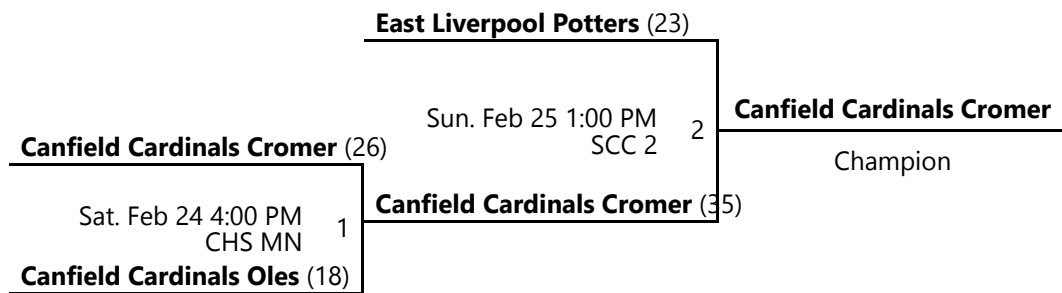 East Liverpool Potters (23)
Sun. Feb 25 1:00 PM
SCC 2
2
Canfield Cardinals Cromer
Champion
Canfield Cardinals Cromer (26)
Canfield Cardinals Cromer (35)
Sat. Feb 24 4:00 PM
CHS MN
1
Canfield Cardinals Oles (18)